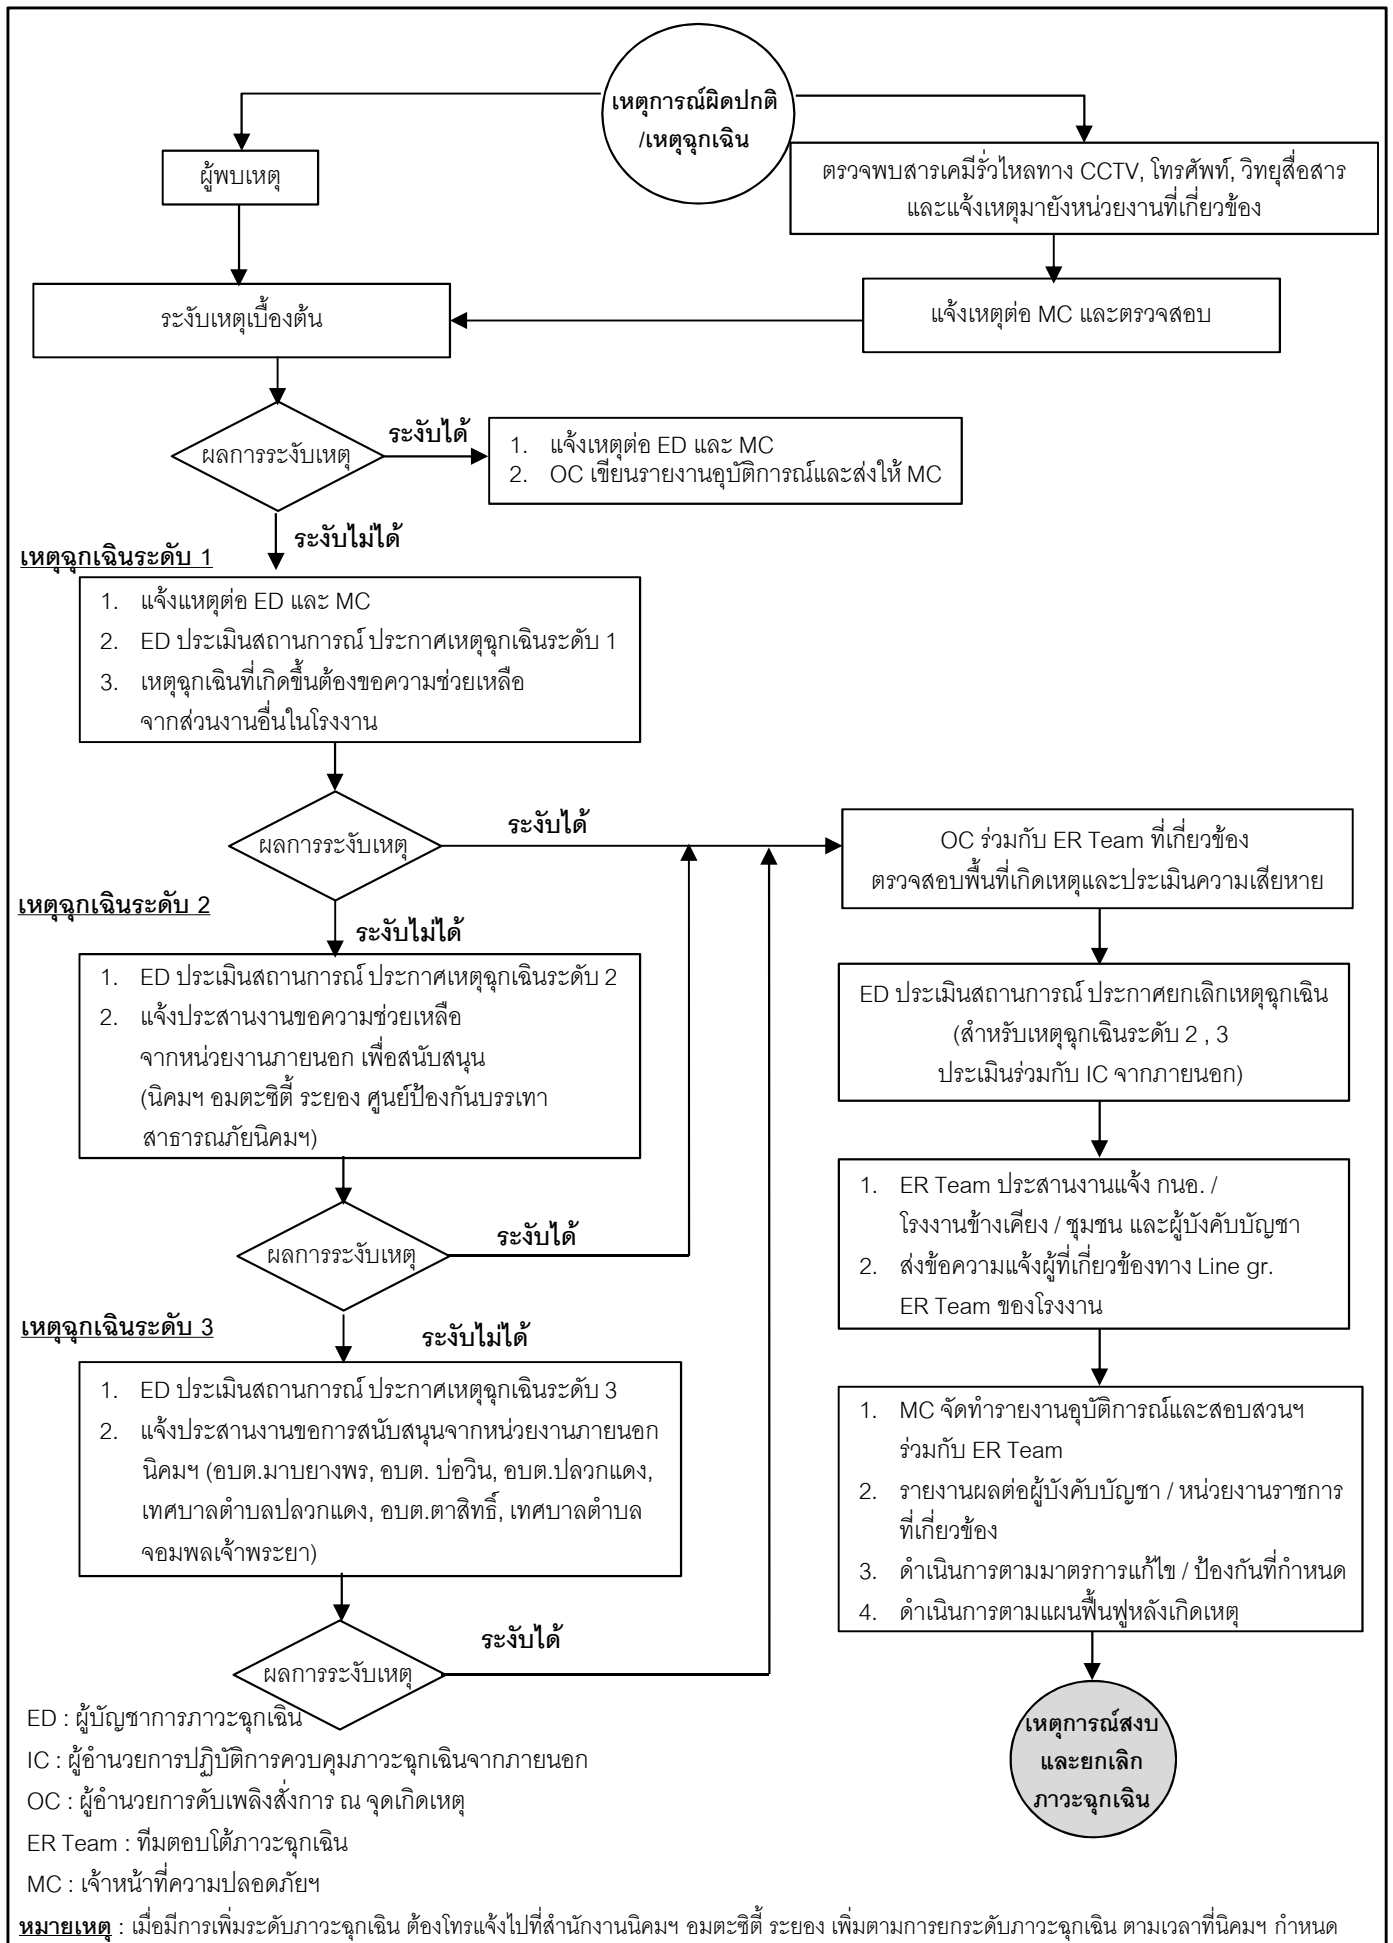 เหตุการณ์ผิดปกติ
/เหตุฉุกเฉิน
ผู้พบเหตุ
ตรวจพบสารเคมีรั่วไหลทาง CCTV, โทรศัพท์, วิทยุสื่อสาร
และแจ้งเหตุมายังหน่วยงานที่เกี่ยวข้อง
ระงับเหตุเบื้องต้น
แจ้งเหตุต่อ MC และตรวจสอบ
ผลการระงับเหตุ
ระงับได้
1. แจ้งเหตุต่อ ED และ MC
2. OC เขียนรายงานอุบัติการณ์และส่งให้ MC
ระงับไม่ได้
เหตุฉุกเฉินระดับ 1
1. แจ้งแหตุต่อ ED และ MC
2. ED ประเมินสถานการณ์ ประกาศเหตุฉุกเฉินระดับ 1
3. เหตุฉุกเฉินที่เกิดขึ้นต้องขอความช่วยเหลือ
จากส่วนงานอื่นในโรงงาน
ผลการระงับเหตุ
ระงับได้
OC ร่วมกับ ER Team ที่เกี่ยวข้อง
ตรวจสอบพื้นที่เกิดเหตุและประเมินความเสียหาย
เหตุฉุกเฉินระดับ 2
ระงับไม่ได้
1. ED ประเมินสถานการณ์ ประกาศเหตุฉุกเฉินระดับ 2
2. แจ้งประสานงานขอความช่วยเหลือ
จากหน่วยงานภายนอก เพื่อสนับสนุน
(นิคมฯ อมตะซิตี้ ระยอง ศูนย์ป้องกันบรรเทา
สาธารณภัยนิคมฯ)
ED ประเมินสถานการณ์ ประกาศยกเลิกเหตุฉุกเฉิน
(สำหรับเหตุฉุกเฉินระดับ 2 , 3
ประเมินร่วมกับ IC จากภายนอก)
ผลการระงับเหตุ
ระงับได้
1. ER Team ประสานงานแจ้ง กนอ. /
โรงงานข้างเคียง / ชุมชน และผู้บังคับบัญชา
2. ส่งข้อความแจ้งผู้ที่เกี่ยวข้องทาง Line gr.
ER Team ของโรงงาน
เหตุฉุกเฉินระดับ 3
ระงับไม่ได้
1. ED ประเมินสถานการณ์ ประกาศเหตุฉุกเฉินระดับ 3
2. แจ้งประสานงานขอการสนับสนุนจากหน่วยงานภายนอก
นิคมฯ (อบต.มาบยางพร, อบต. บ่อวิน, อบต.ปลวกแดง,
เทศบาลตำบลปลวกแดง, อบต.ตาสิทธิ์, เทศบาลตำบล
จอมพลเจ้าพระยา)
1. MC จัดทำรายงานอุบัติการณ์และสอบสวนฯ
ร่วมกับ ER Team
2. รายงานผลต่อผู้บังคับบัญชา / หน่วยงานราชการ
ที่เกี่ยวข้อง
3. ดำเนินการตามมาตรการแก้ไข / ป้องกันที่กำหนด
4. ดำเนินการตามแผนฟื้นฟูหลังเกิดเหตุ
ผลการระงับเหตุ
ระงับได้
เหตุการณ์สงบ
และยกเลิก
ภาวะฉุกเฉิน
ED : ผู้บัญชาการภาวะฉุกเฉิน
IC : ผู้อำนวยการปฏิบัติการควบคุมภาวะฉุกเฉินจากภายนอก
OC : ผู้อำนวยการดับเพลิงสั่งการ ณ จุดเกิดเหตุ
ER Team : ทีมตอบโต้ภาวะฉุกเฉิน
MC : เจ้าหน้าที่ความปลอดภัยฯ
หมายเหตุ : เมื่อมีการเพิ่มระดับภาวะฉุกเฉิน ต้องโทรแจ้งไปที่สำนักงานนิคมฯ อมตะซิตี้ ระยอง เพิ่มตามการยกระดับภาวะฉุกเฉิน ตามเวลาที่นิคมฯ กำหนด